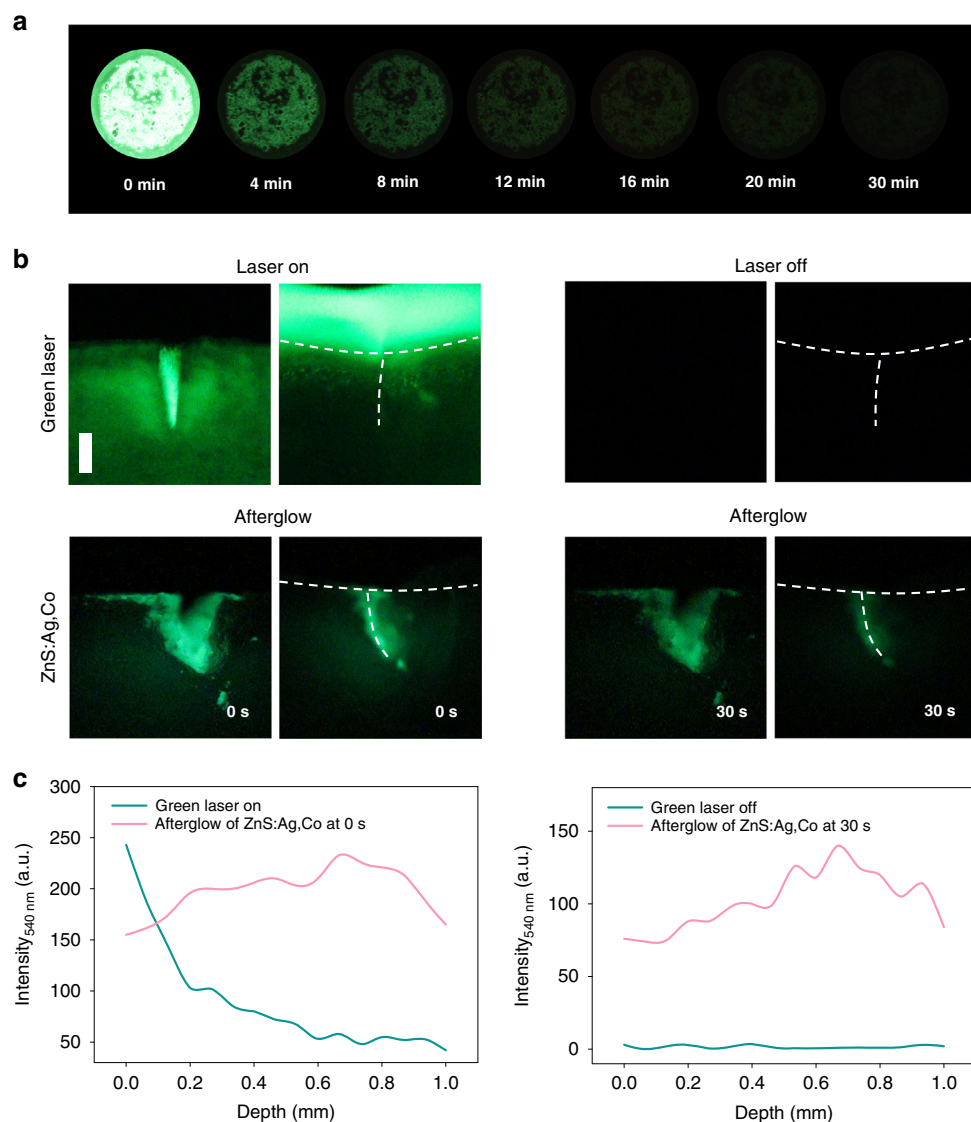 a
0 min 4 min 8 min 12 min 16 min 20 min 30 min
b
Laser on Laser off
Green laser
Afterglow Afterglow
ZnS:Ag,Co
0 s 0 s 30 s 30 s
c
300
250
200
150
100
50
Intensity540 nm (a.u.)
Green laser on
Afterglow of ZnS:Ag,Co at 0 s
0.0 0.2 0.4 0.6 0.8 1.0
Depth (mm)
150
100
50
0
Intensity540 nm (a.u.)
Green laser off
Afterglow of ZnS:Ag,Co at 30 s
0.0 0.2 0.4 0.6 0.8 1.0
Depth (mm)